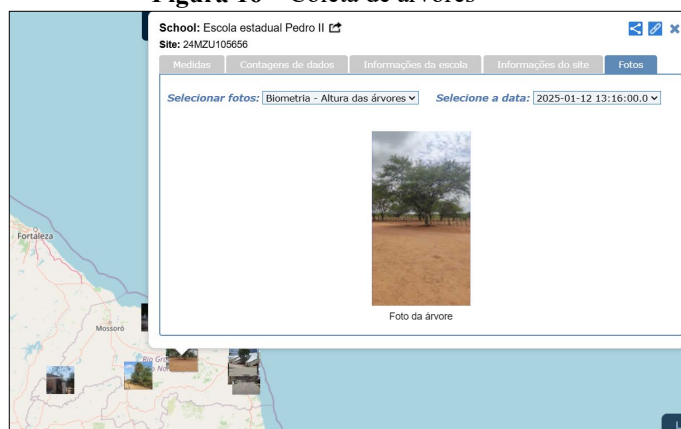 Figura 10 – Coleta de árvores
School: Escola estadual Pedro II
Site: 24MZU105656
Medidas Contagens de dados Informações da escola Informações do site Fotos
Selecionar fotos: Biometria - Altura das árvores Selecione a data: 2025-01-12 13:16:00.0
Foto da árvore
Fortaleza
Mossoró